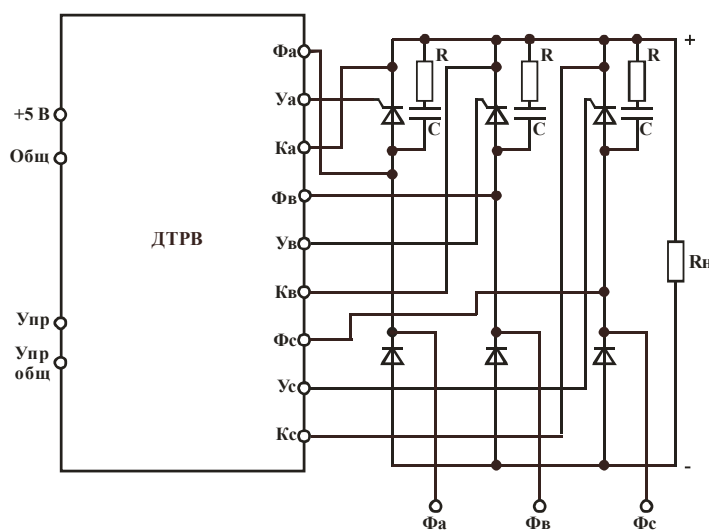 Фа
R
R
R
+
Уа
+5 В
С
С
С
Ка
Общ
Фв
ДТРВ
Ув
Rн
Кв
Упр
Фс
Упр
общ
Ус
Кс
-
Фа
Фв
Фс